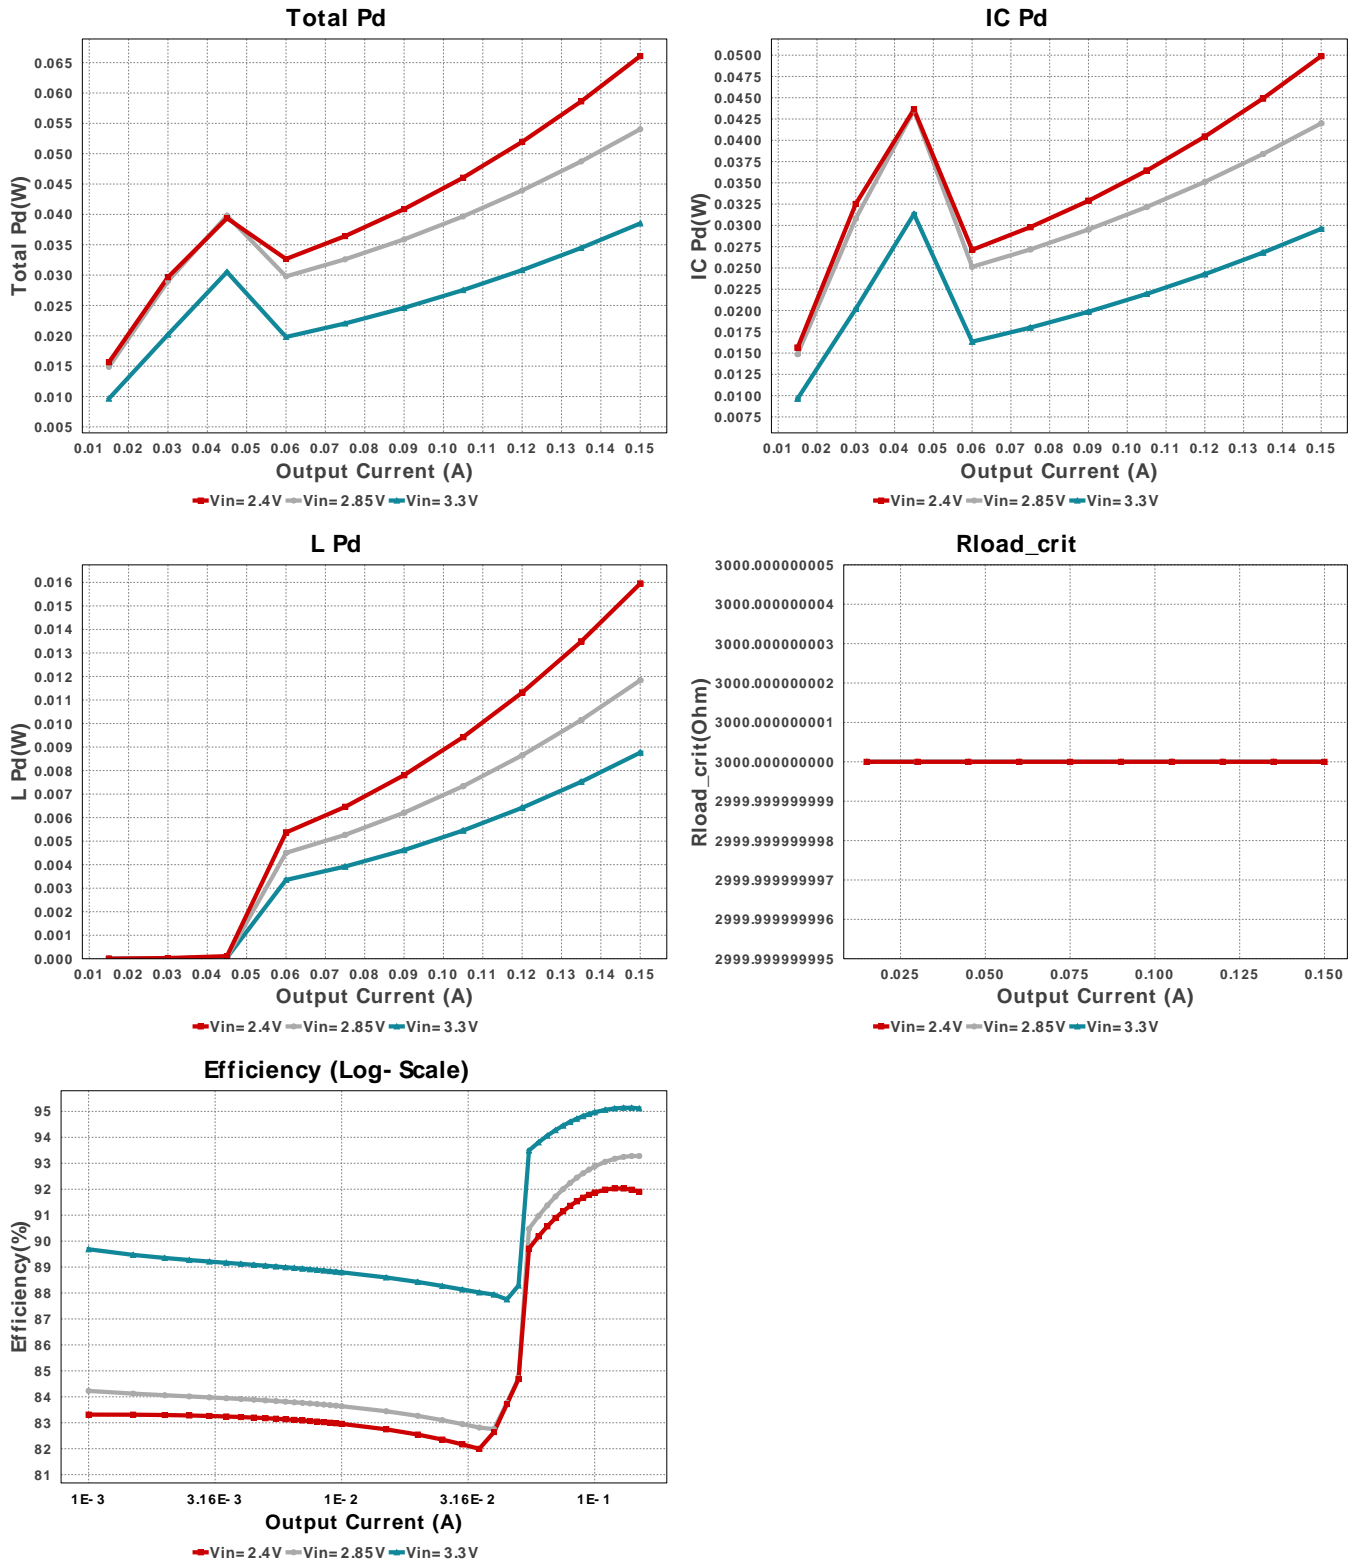 Total Pd
Total Pd(W)
0.065
0.060
0.055
0.050
0.045
0.040
0.035
0.030
0.025
0.020
0.015
0.010
0.005
0.01 0.02 0.03 0.04 0.05 0.06 0.07 0.08 0.09 0.10 0.11 0.12 0.13 0.14 0.15
Output Current (A)
Vin=2.4V Vin=2.85V Vin=3.3V
IC Pd
IC Pd(W)
0.0500
0.0475
0.0450
0.0425
0.0400
0.0375
0.0350
0.0325
0.0300
0.0275
0.0250
0.0225
0.0200
0.0175
0.0150
0.0125
0.0100
0.0075
0.01 0.02 0.03 0.04 0.05 0.06 0.07 0.08 0.09 0.10 0.11 0.12 0.13 0.14 0.15
Output Current (A)
Vin=2.4V Vin=2.85V Vin=3.3V
L Pd
L Pd(W)
0.016
0.015
0.014
0.013
0.012
0.011
0.010
0.009
0.008
0.007
0.006
0.005
0.004
0.003
0.002
0.001
0.000
0.01 0.02 0.03 0.04 0.05 0.06 0.07 0.08 0.09 0.10 0.11 0.12 0.13 0.14 0.15
Output Current (A)
Vin=2.4V Vin=2.85V Vin=3.3V
Rload_crit
Rload_crit(Ohm)
3000.000000005
3000.000000004
3000.000000003
3000.000000002
3000.000000001
3000.000000000
2999.999999999
2999.999999998
2999.999999997
2999.999999996
2999.999999995
0.025 0.050 0.075 0.100 0.125 0.150
Output Current (A)
Vin=2.4V Vin=2.85V Vin=3.3V
Efficiency (Log- Scale)
Efficiency(%)
95
94
93
92
91
90
89
88
87
86
85
84
83
82
81
1E-3 3.16E-3 1E-2 3.16E-2 1E-1
Output Current (A)
Vin=2.4V Vin=2.85V Vin=3.3V